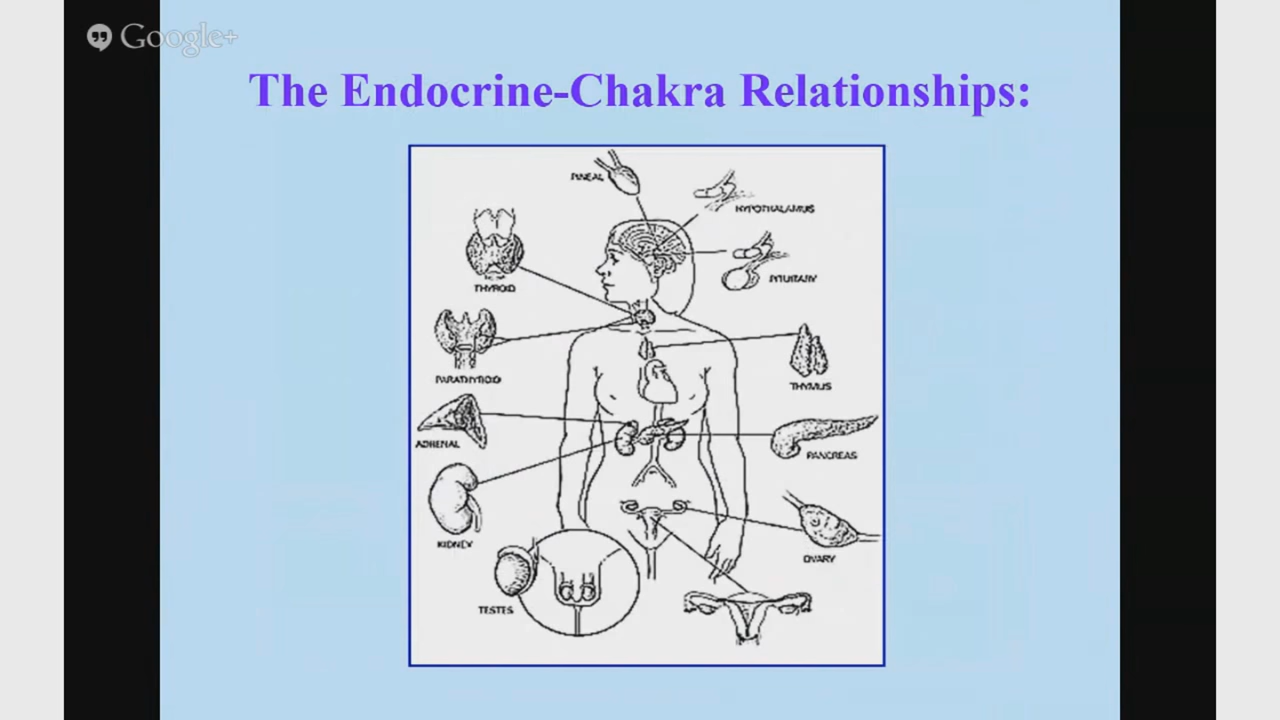 Google+
The Endocrine-Chakra Relationships:
PINEAL
HYPOTHALAMUS
PITUITARY
THYROID
PARATHYROID
THYMUS
ADRENAL
PANCREAS
KIDNEY
OVARY
TESTES